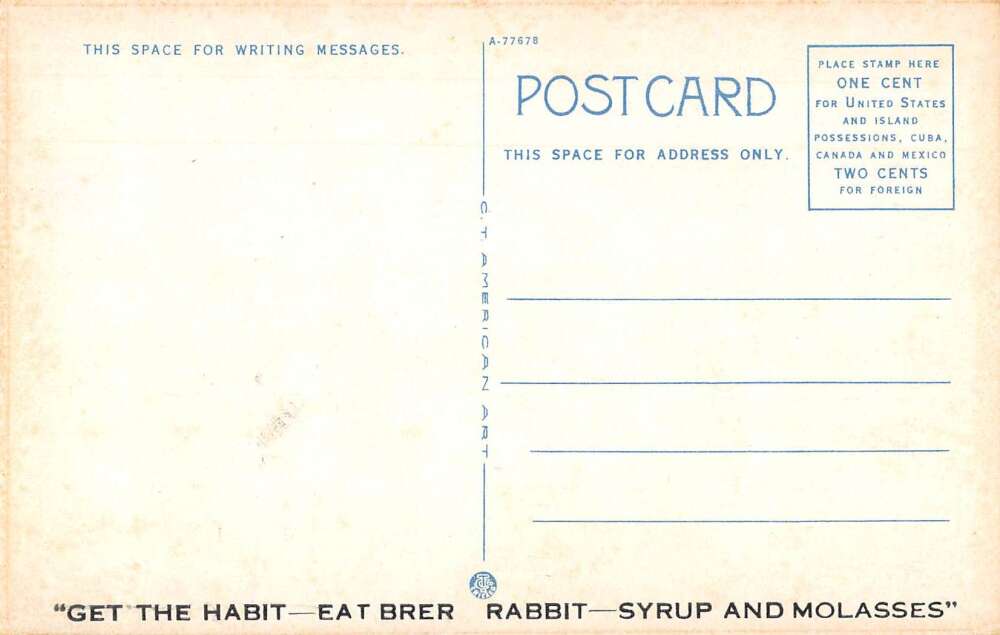 THIS SPACE FOR WRITING MESSAGES.
A-77678
POST CARD
THIS SPACE FOR ADDRESS ONLY.
PLACE STAMP HERE
ONE CENT
FOR UNITED STATES
AND ISLAND
POSSESSIONS, CUBA,
CANADA AND MEXICO
TWO CENTS
FOR FOREIGN
C. T. AMERICAN ART
"GET THE HABIT—EAT BRER RABBIT—SYRUP AND MOLASSES"